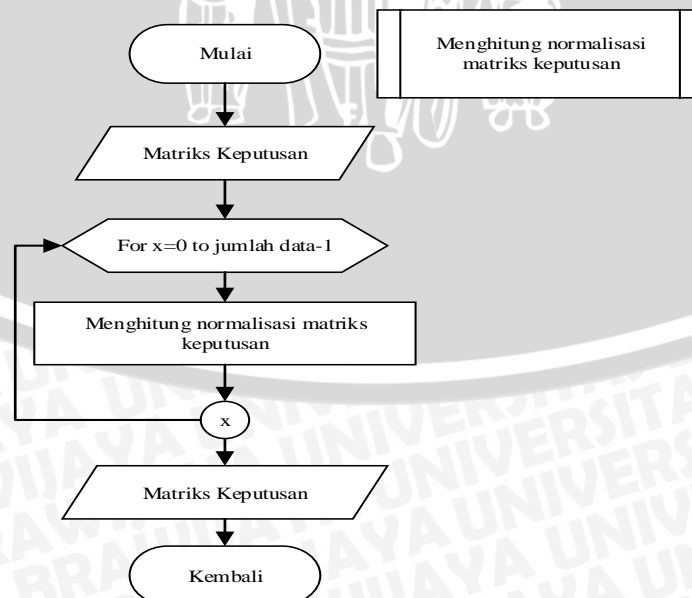 Mulai
Menghitung normalisasi
matriks keputusan
Matriks Keputusan
For x=0 to jumlah data-1
Menghitung normalisasi matriks
keputusan
x
Matriks Keputusan
Kembali